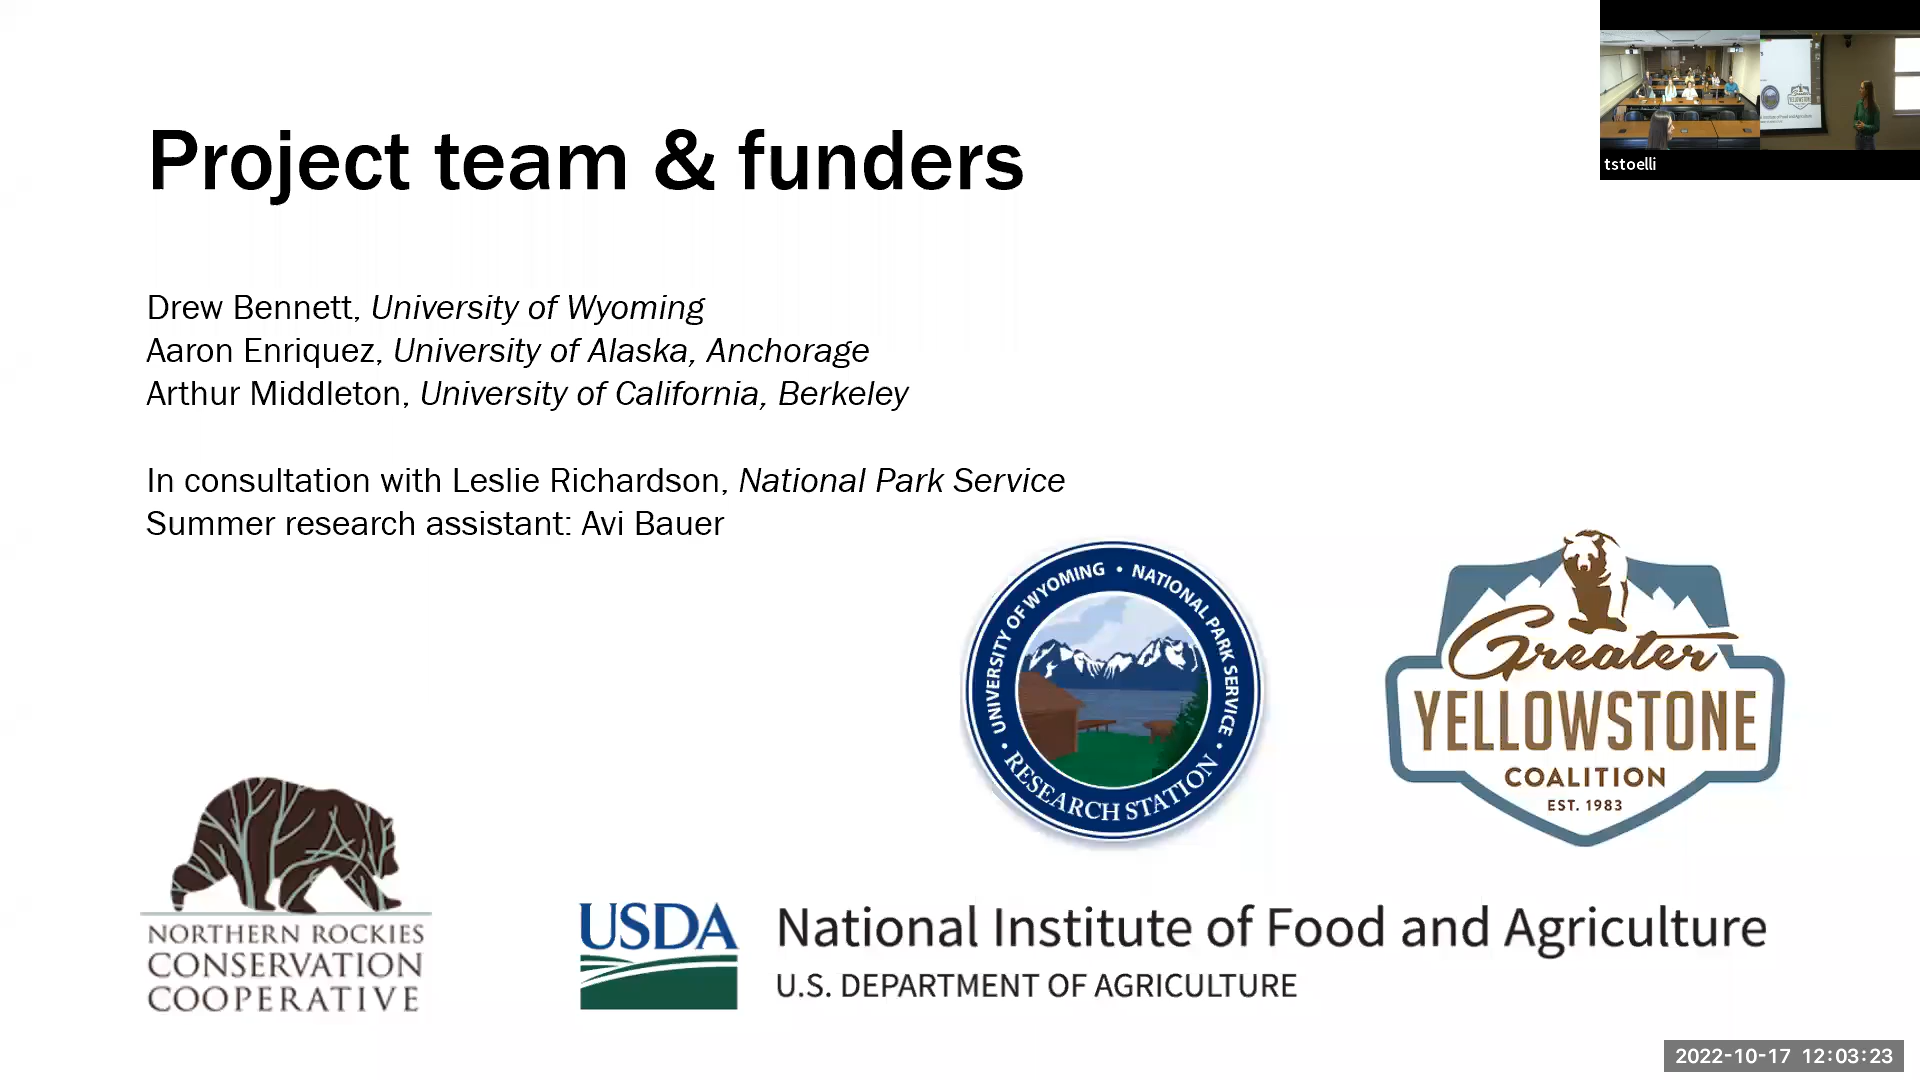 Project team & funders
tstoelli
Drew Bennett, University of Wyoming
Aaron Enriquez, University of Alaska, Anchorage
Arthur Middleton, University of California, Berkeley
In consultation with Leslie Richardson, National Park Service
Summer research assistant: Avi Bauer
UNIVERSITY OF WYOMING • NATIONAL PARK SERVICE
• RESEARCH STATION •
Greater
YELLOWSTONE
COALITION
EST. 1983
NORTHERN ROCKIES
CONSERVATION
COOPERATIVE
USDA
National Institute of Food and Agriculture
U.S. DEPARTMENT OF AGRICULTURE
2022-10-17 12:03:23